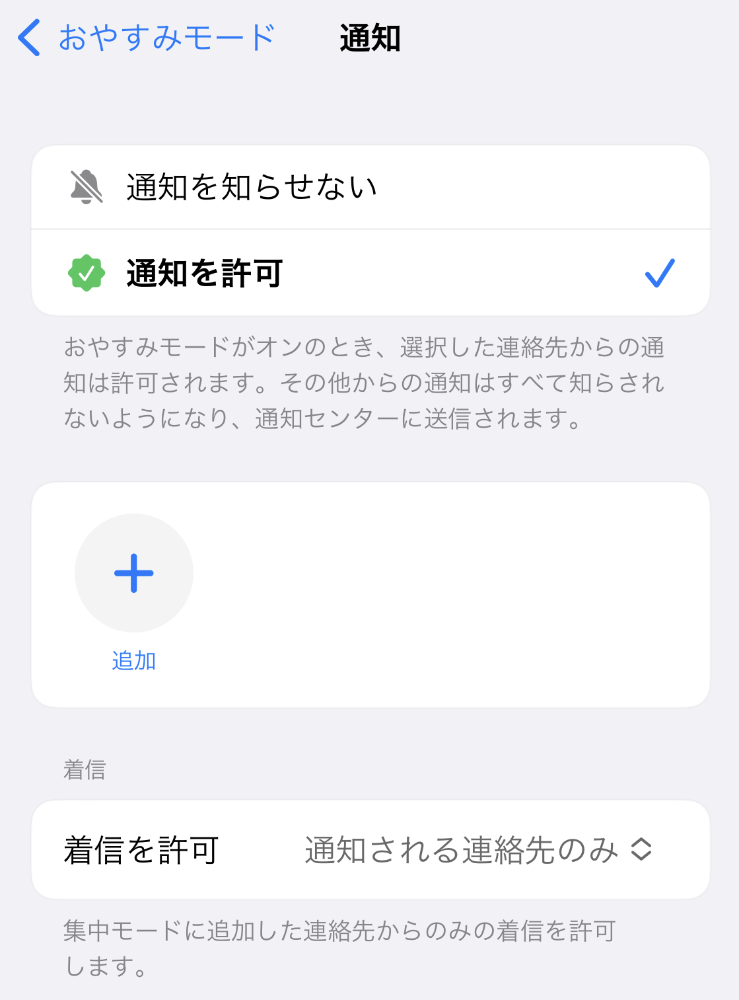 おやすみモード 通知
通知を知らせない
通知を許可
おやすみモードがオンのとき、選択した連絡先からの通
知は許可されます。その他からの通知はすべて知らされ
ないようになり、通知センターに送信されます。
追加
着信
着信を許可 通知される連絡先のみ
集中モードに追加した連絡先からのみの着信を許可
します。